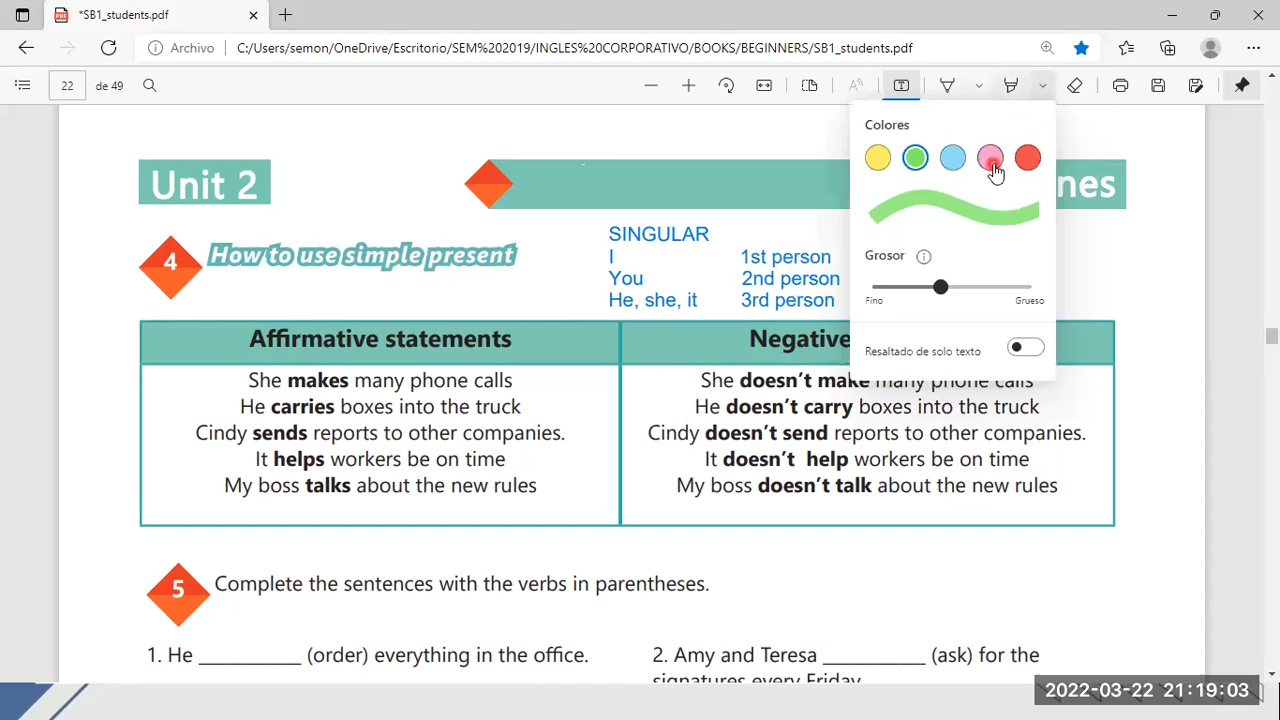 *SB1_students.pdf
Archivo
C:/Users/semon/OneDrive/Escritorio/SEM%202019/INGLES%20CORPORATIVO/BOOKS/BEGINNERS/SB1_students.pdf
22 de 49
Colores
Grosor
Fino Grueso
Resaltado de solo texto
Unit 2
nes
4 How to use simple present
SINGULAR
I 1st person
You 2nd person
He, she, it 3rd person
Affirmative statements Negative
She makes many phone calls She doesn't make many phone calls
He carries boxes into the truck He doesn't carry boxes into the truck
Cindy sends reports to other companies. Cindy doesn't send reports to other companies.
It helps workers be on time It doesn't help workers be on time
My boss talks about the new rules My boss doesn't talk about the new rules
5 Complete the sentences with the verbs in parentheses.
1. He __________ (order) everything in the office. 2. Amy and Teresa __________ (ask) for the
signatures every Friday
2022-03-22 21:19:03